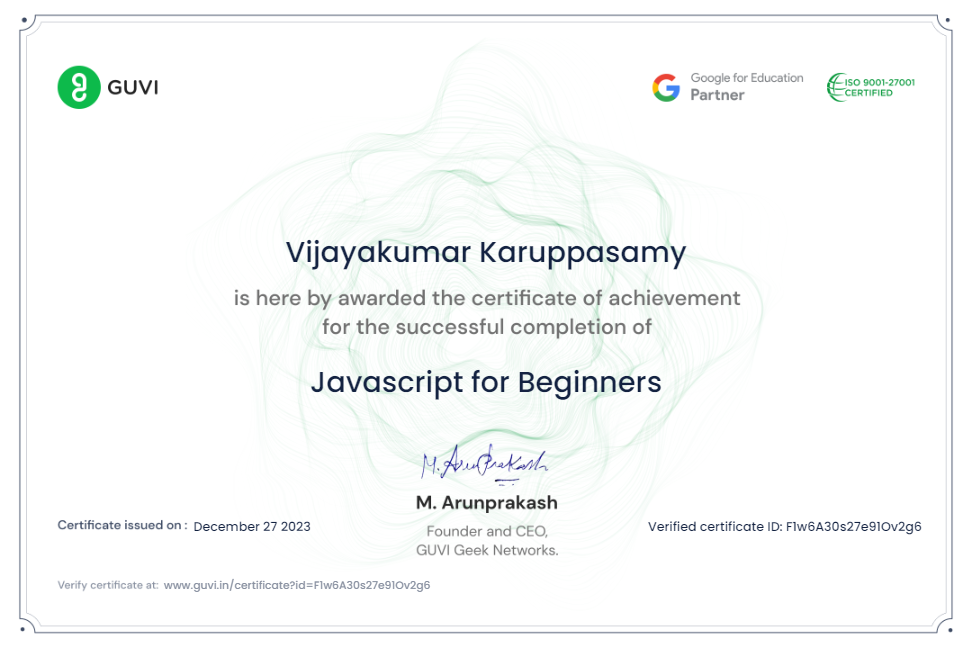 GUVI
Google for Education
Partner
ISO 9001-27001
CERTIFIED
Vijayakumar Karuppasamy
is here by awarded the certificate of achievement
for the successful completion of
Javascript for Beginners
M. Arunprakash
M. Arunprakash
Founder and CEO,
GUVI Geek Networks.
Certificate issued on : December 27 2023
Verified certificate ID: F1w6A30s27e91Ov2g6
Verify certificate at: www.guvi.in/certificate?id=F1w6A30s27e91Ov2g6